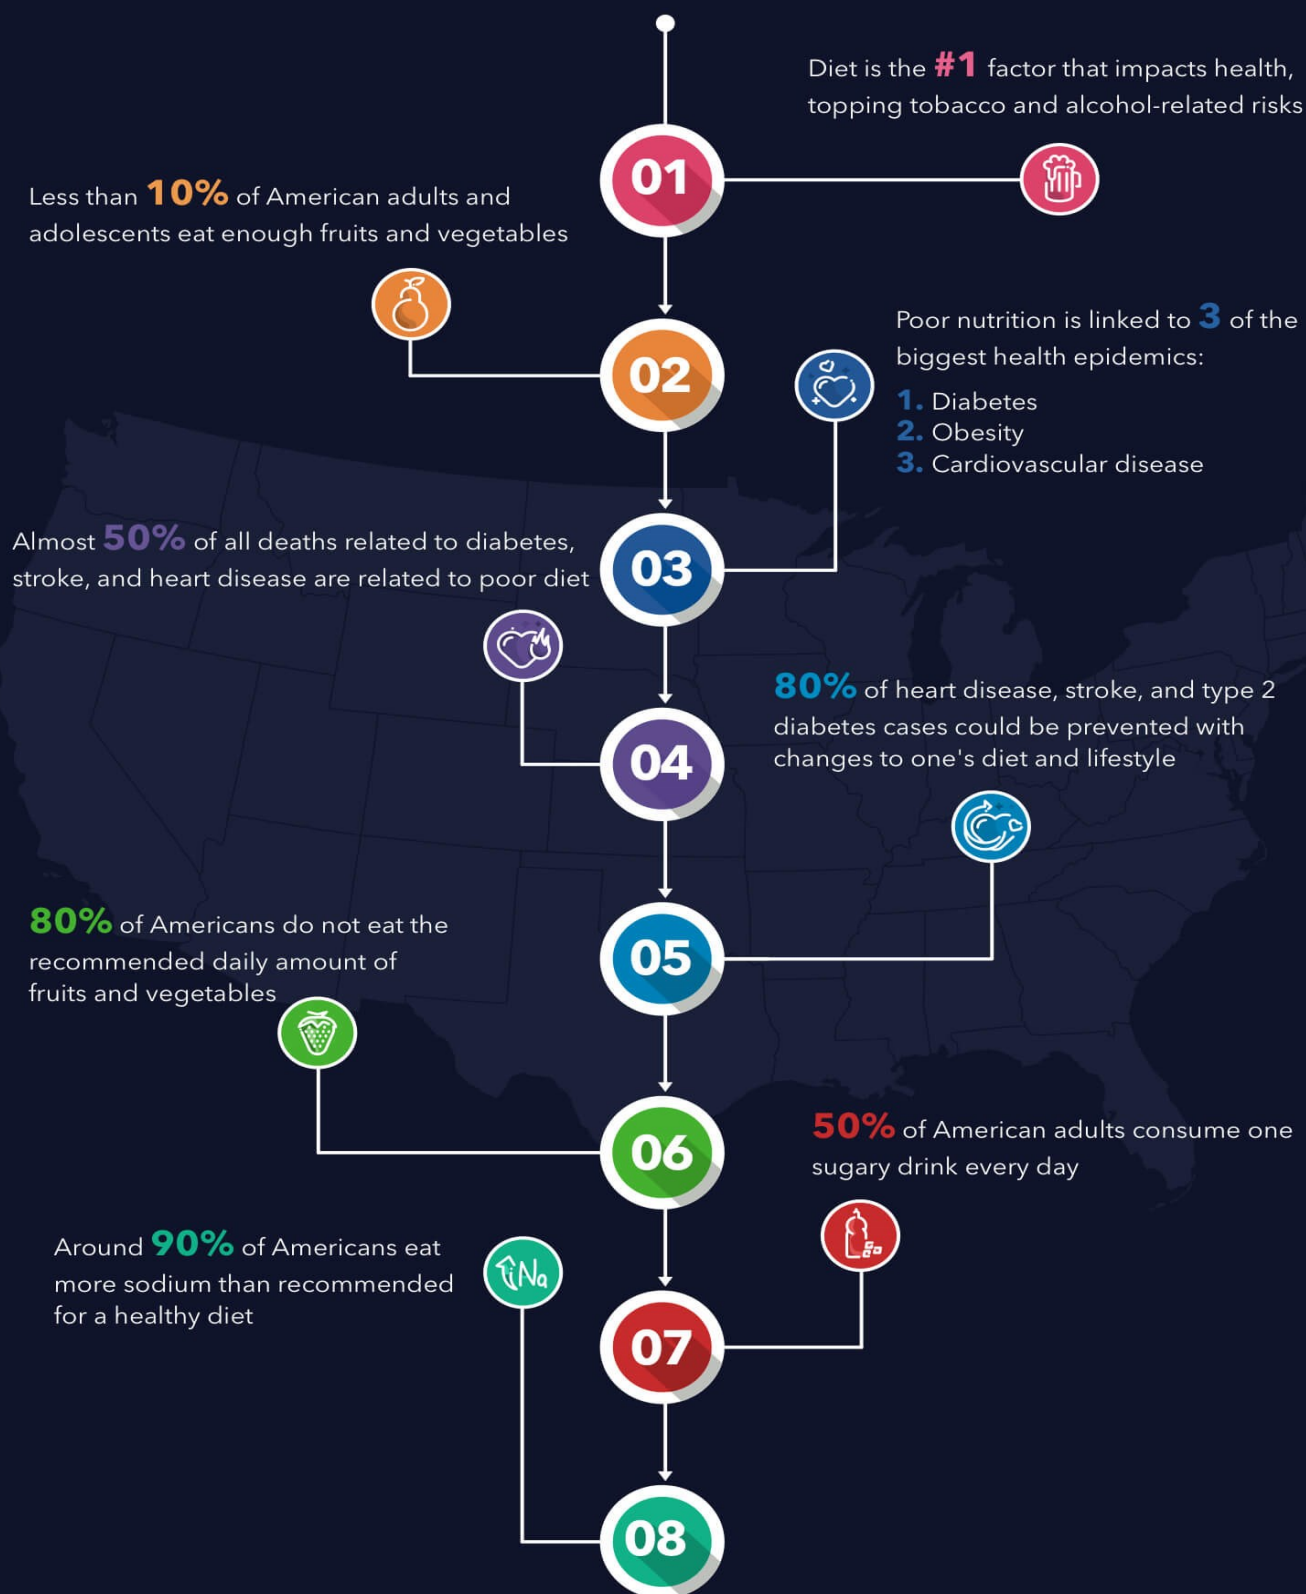 Diet is the #1 factor that impacts health,
topping tobacco and alcohol-related risks
01
Less than 10% of American adults and
adolescents eat enough fruits and vegetables
02
Poor nutrition is linked to 3 of the
biggest health epidemics:
1. Diabetes
2. Obesity
3. Cardiovascular disease
03
Almost 50% of all deaths related to diabetes,
stroke, and heart disease are related to poor diet
04
80% of heart disease, stroke, and type 2
diabetes cases could be prevented with
changes to one's diet and lifestyle
05
80% of Americans do not eat the
recommended daily amount of
fruits and vegetables
06
50% of American adults consume one
sugary drink every day
07
Around 90% of Americans eat
more sodium than recommended
for a healthy diet
Na
08